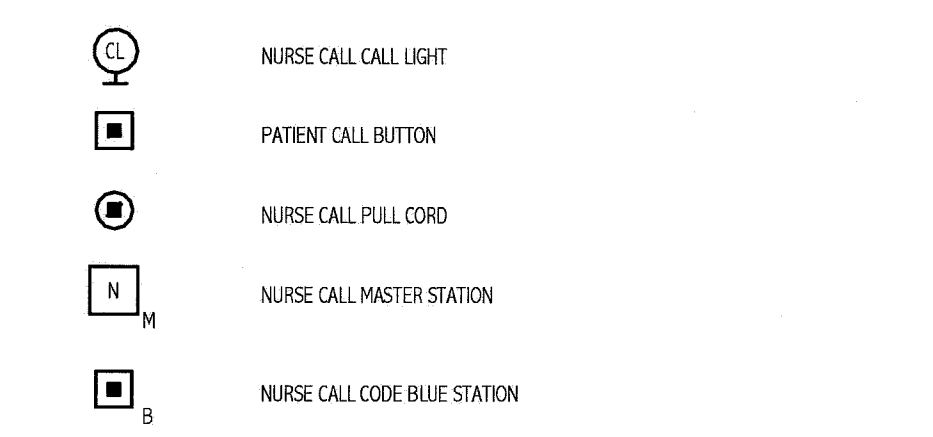 CL NURSE CALL CALL LIGHT
PATIENT CALL BUTTON
NURSE CALL PULL CORD
N M NURSE CALL MASTER STATION
B NURSE CALL CODE BLUE STATION